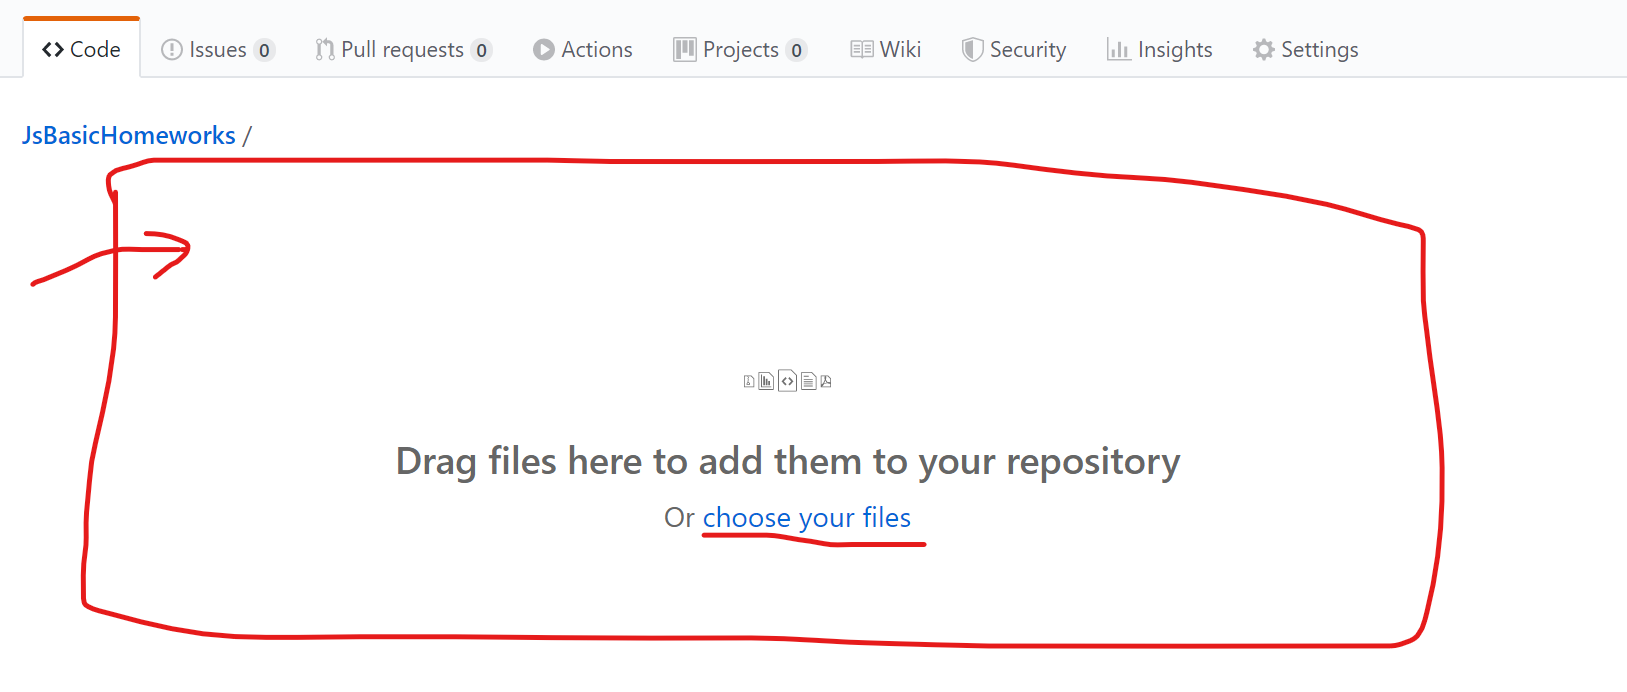 Code Issues 0 Pull requests 0 Actions Projects 0 Wiki Security Insights Settings
JsBasicHomeworks /
Drag files here to add them to your repository
Or choose your files